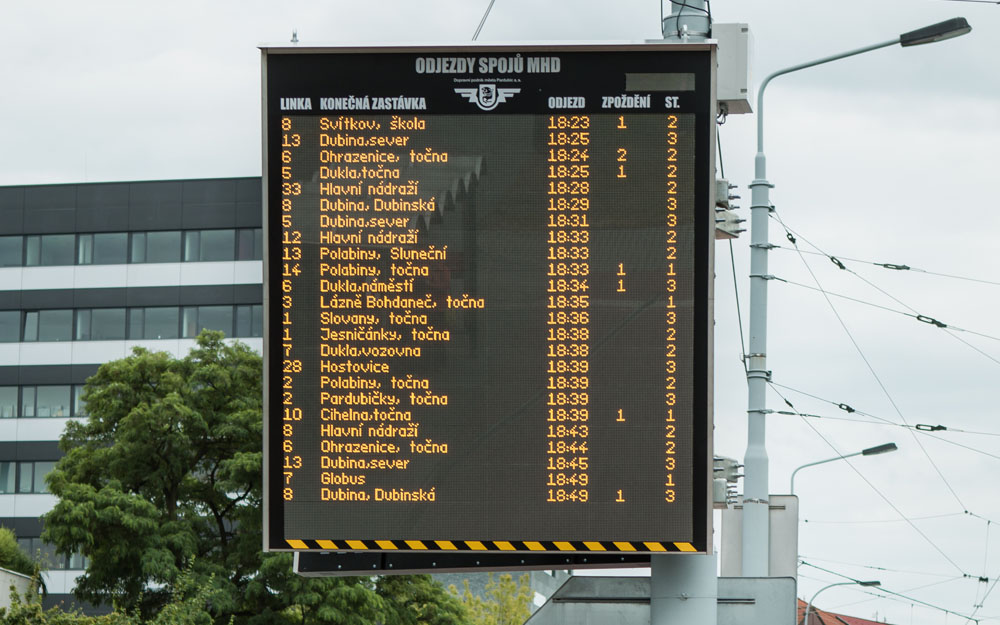 ODJEZDY SPOJŮ MHD
Dopravní podnik města Pardubic a.s.
LINKA KONEČNÁ ZASTÁVKA ODJEZD ZPOŽDĚNÍ ST.
8 Svítkov, škola 18:23 1 2
13 Dubina,sever 18:25 3
6 Ohrazenice, točna 18:24 2 2
5 Dukla,točna 18:25 1 2
33 Hlavní nádraží 18:28 2
8 Dubina, Dubinská 18:29 3
5 Dubina,sever 18:31 3
12 Hlavní nádraží 18:33 2
13 Polabiny, Sluneční 18:33 2
14 Polabiny, točna 18:33 1 1
6 Dukla,náměstí 18:34 1 3
3 Lázně Bohdaneč, točna 18:35 1
1 Slovany, točna 18:36 3
1 Jesničánky, točna 18:38 2
7 Dukla,vozovna 18:38 2
28 Hostovice 18:39 3
2 Polabiny, točna 18:39 2
2 Pardubičky, točna 18:39 3
10 Cihelna,točna 18:39 1 1
8 Hlavní nádraží 18:43 2
6 Ohrazenice, točna 18:44 2
13 Dubina,sever 18:45 3
7 Globus 18:49 1
8 Dubina, Dubinská 18:49 1 3